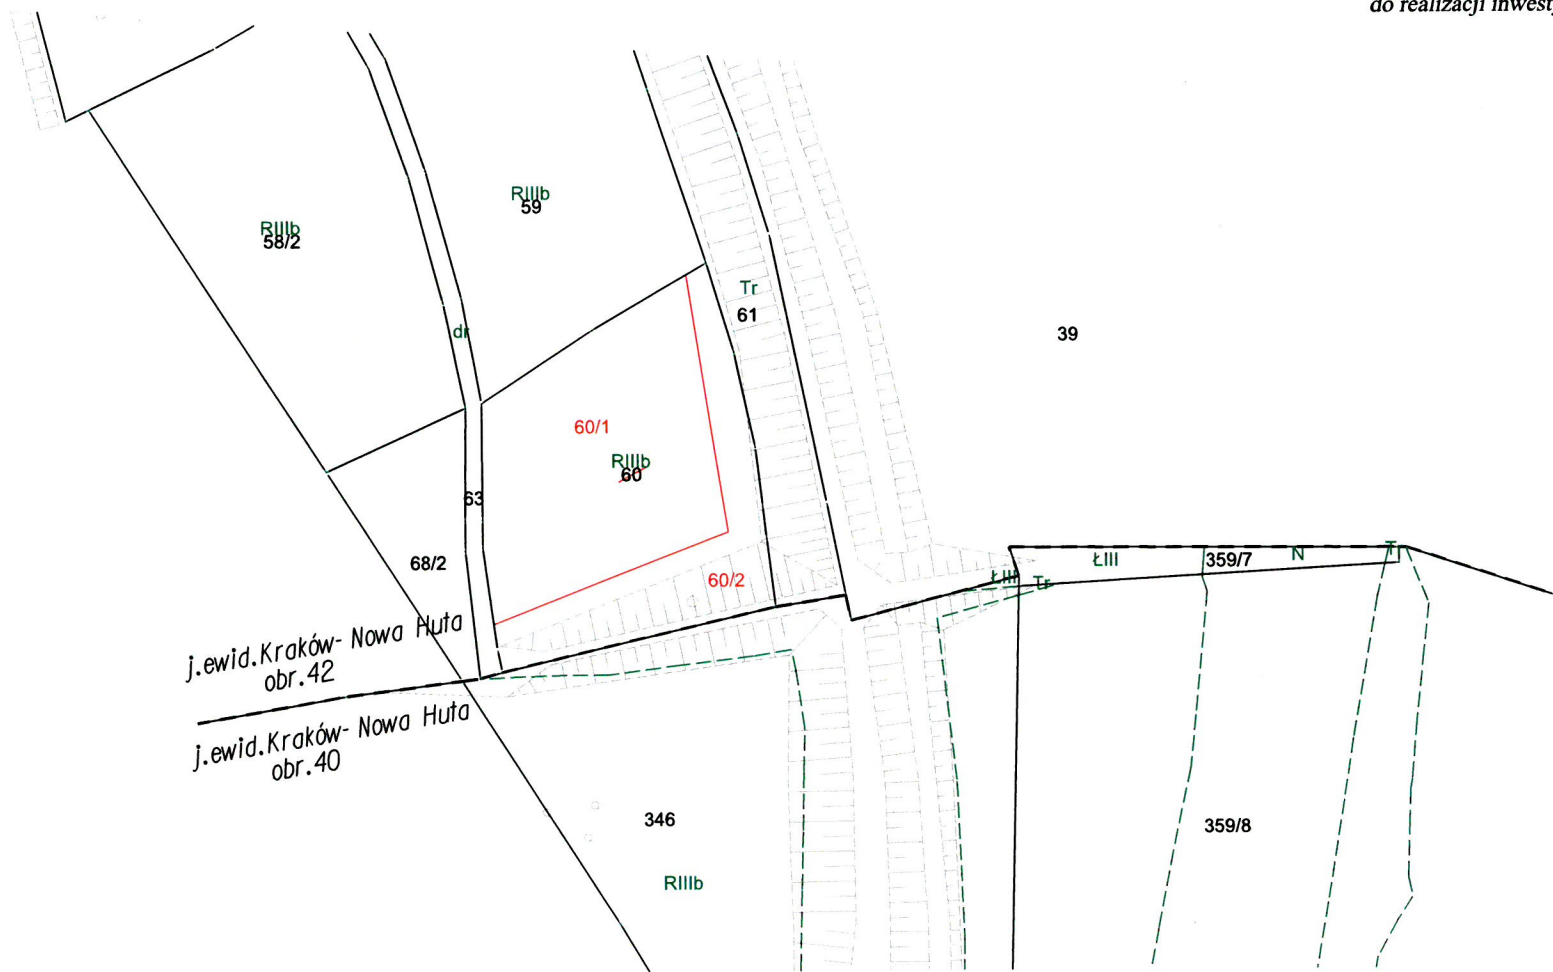 do realizacji inwest
RIIIb
59
RIIIb
58/2
Tr
61
dr
39
60/1
RIIIb
60
63
68/2
60/2
ŁIII
359/7
N
ŁIII
Tr
j.ewid.Kraków- Nowa Huta
obr.42
j.ewid.Kraków- Nowa Huta
obr.40
346
359/8
RIIIb